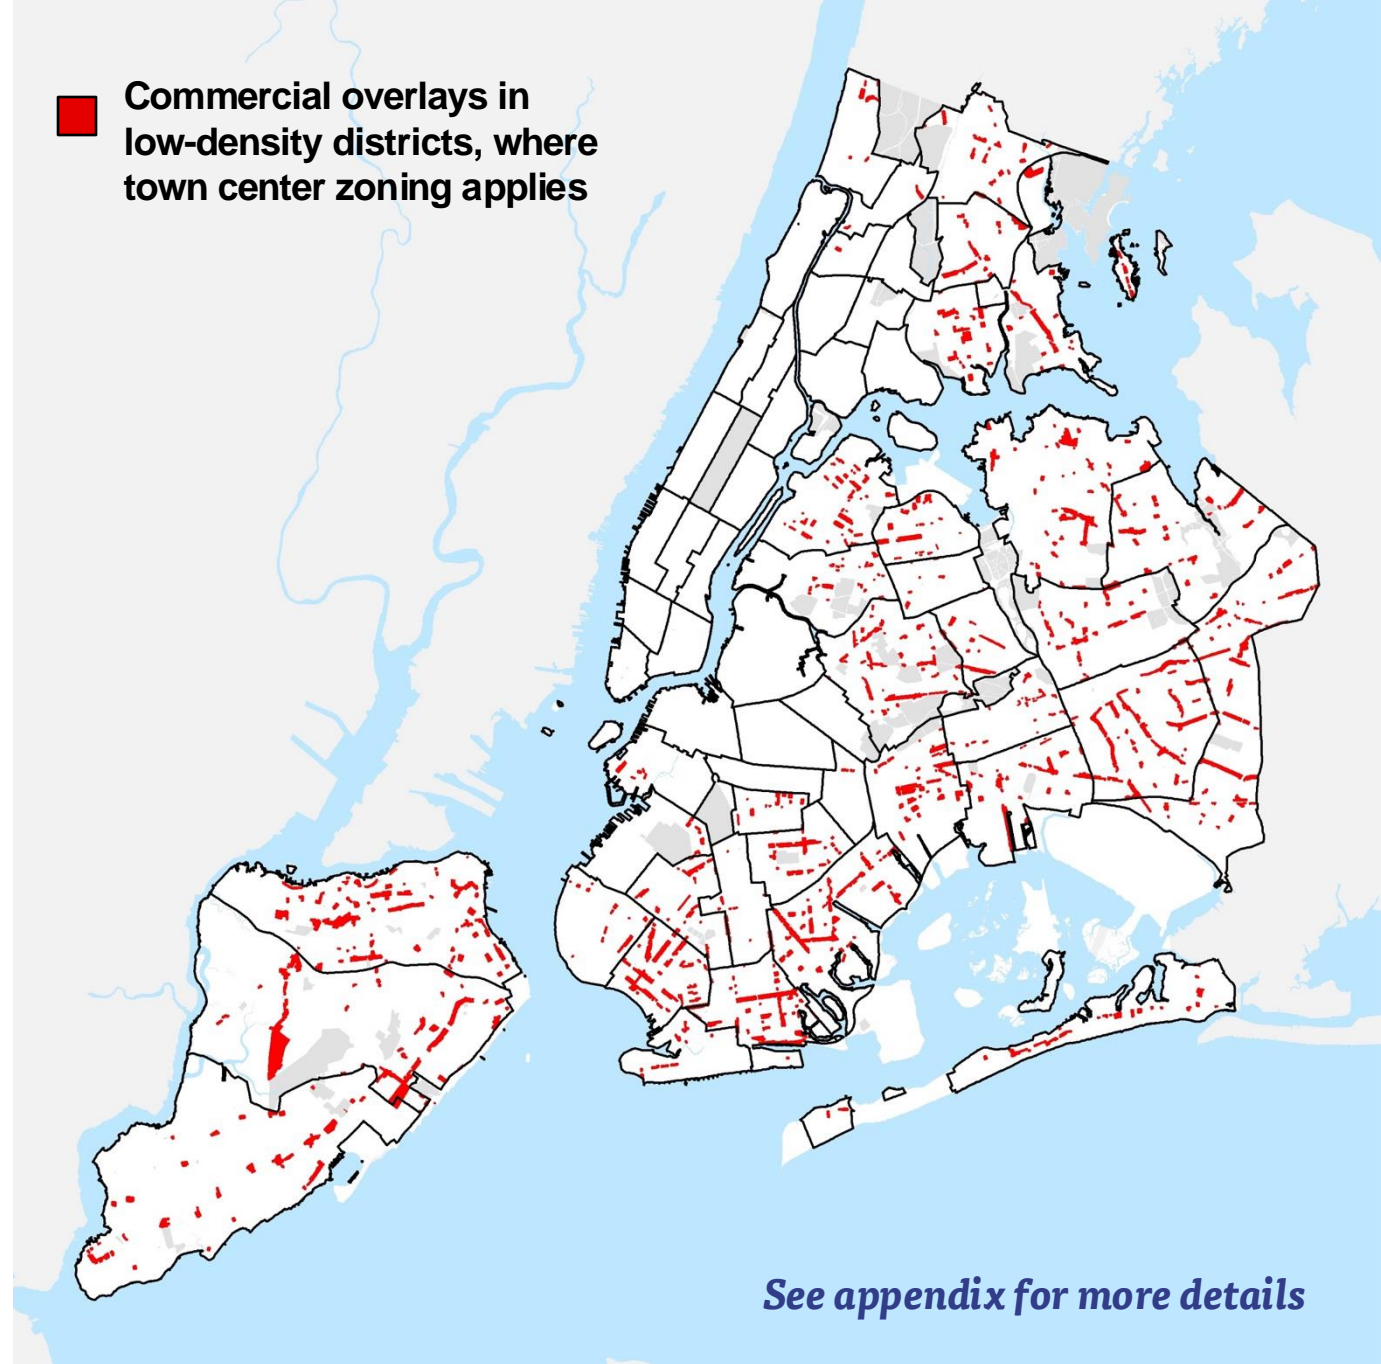 Commercial overlays in
low-density districts, where
town center zoning applies
See appendix for more details